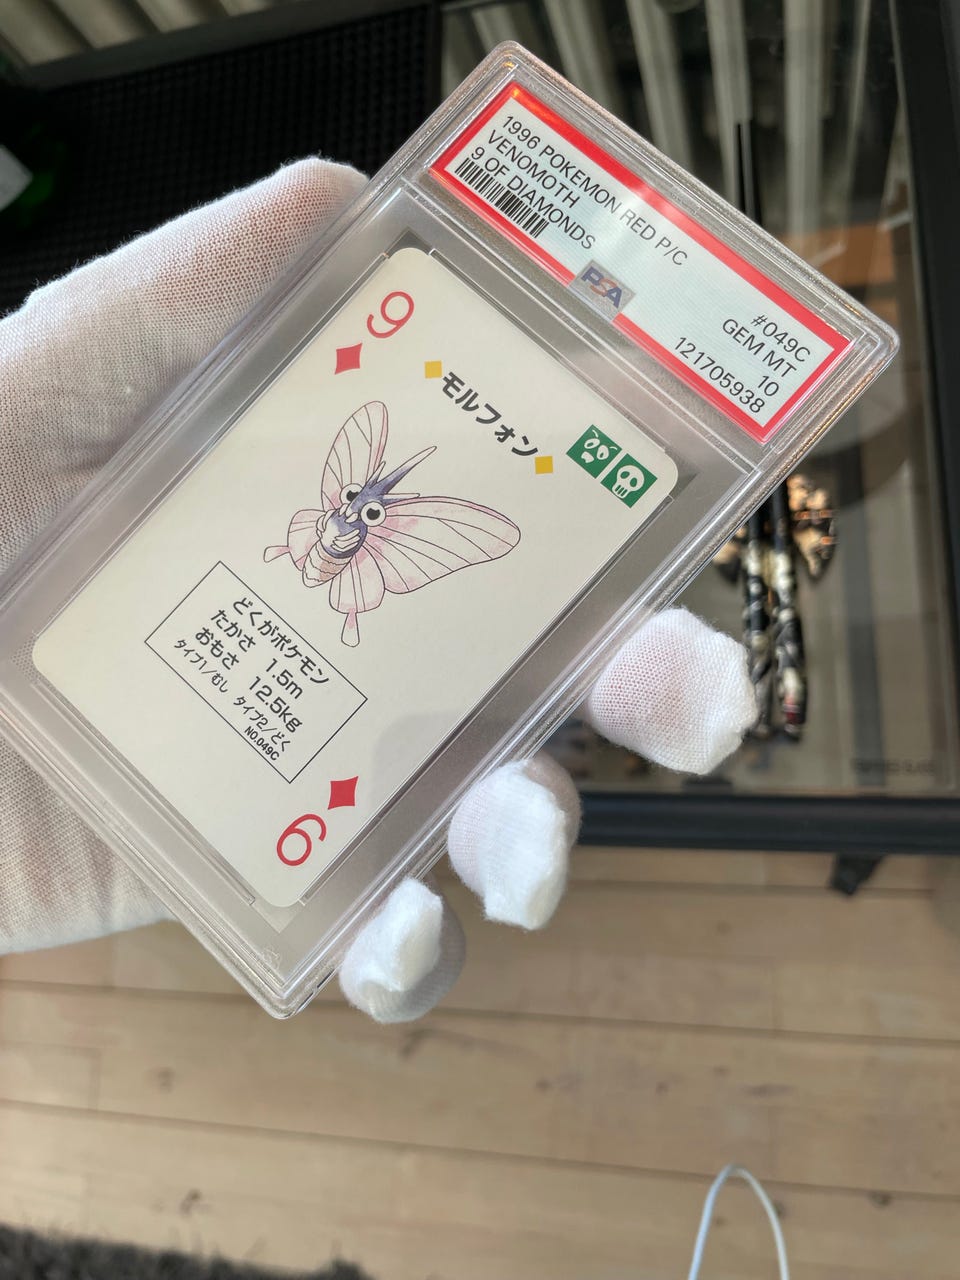 1996 POKEMON RED P/C
#049C
VENOMOTH
GEM MT
9 OF DIAMONDS
10
121705938
PSA
9
モルフォン
どくがポケモン
たかさ 1.5m
おもさ 12.5kg
タイプ1/むし タイプ2/どく
NO.049C
9